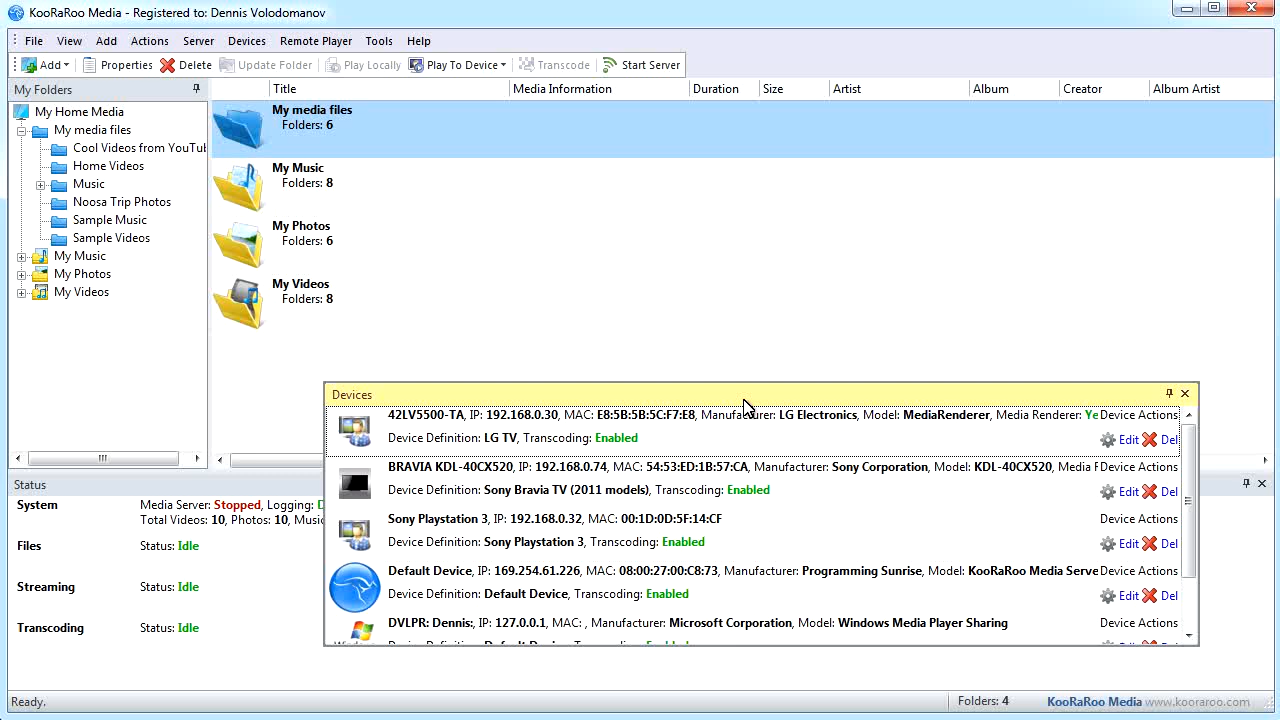 KooRaRoo Media - Registered to: Dennis Volodomanov
File View Add Actions Server Devices Remote Player Tools Help
Add Properties Delete Update Folder Play Locally Play To Device Transcode Start Server
My Folders
Title Media Information Duration Size Artist Album Creator Album Artist
My Home Media
My media files
Cool Videos from YouTub
Home Videos
Music
Noosa Trip Photos
Sample Music
Sample Videos
My Music
My Photos
My Videos
My media files
Folders: 6
My Music
Folders: 8
My Photos
Folders: 6
My Videos
Folders: 8
Devices
42LV5500-TA, IP: 192.168.0.30, MAC: E8:5B:5B:5C:F7:E8, Manufacturer: LG Electronics, Model: MediaRenderer, Media Renderer: Ye Device Actions
Device Definition: LG TV, Transcoding: Enabled Edit Del
BRAVIA KDL-40CX520, IP: 192.168.0.74, MAC: 54:53:ED:1B:57:CA, Manufacturer: Sony Corporation, Model: KDL-40CX520, Media F Device Actions
Device Definition: Sony Bravia TV (2011 models), Transcoding: Enabled Edit Del
Sony Playstation 3, IP: 192.168.0.32, MAC: 00:1D:0D:5F:14:CF Device Actions
Device Definition: Sony Playstation 3, Transcoding: Enabled Edit Del
Default Device, IP: 169.254.61.226, MAC: 08:00:27:00:C8:73, Manufacturer: Programming Sunrise, Model: KooRaRoo Media Serve Device Actions
Device Definition: Default Device, Transcoding: Enabled Edit Del
DVLPR: Dennis:, IP: 127.0.0.1, MAC: , Manufacturer: Microsoft Corporation, Model: Windows Media Player Sharing Device Actions
Status
System Media Server: Stopped, Logging:
Total Videos: 10, Photos: 10, Music
Files Status: Idle
Streaming Status: Idle
Transcoding Status: Idle
Ready. Folders: 4 KooRaRoo Media www.kooraroo.com